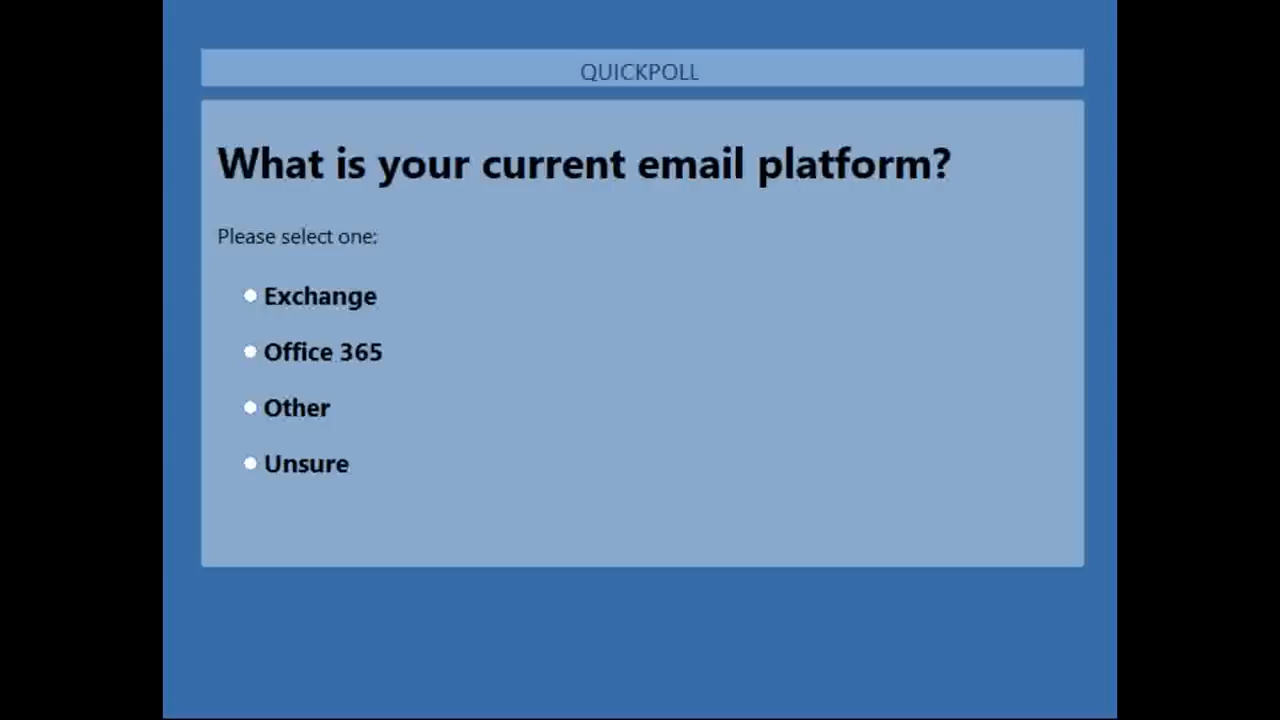 QUICKPOLL
What is your current email platform?
Please select one:
Exchange
Office 365
Other
Unsure